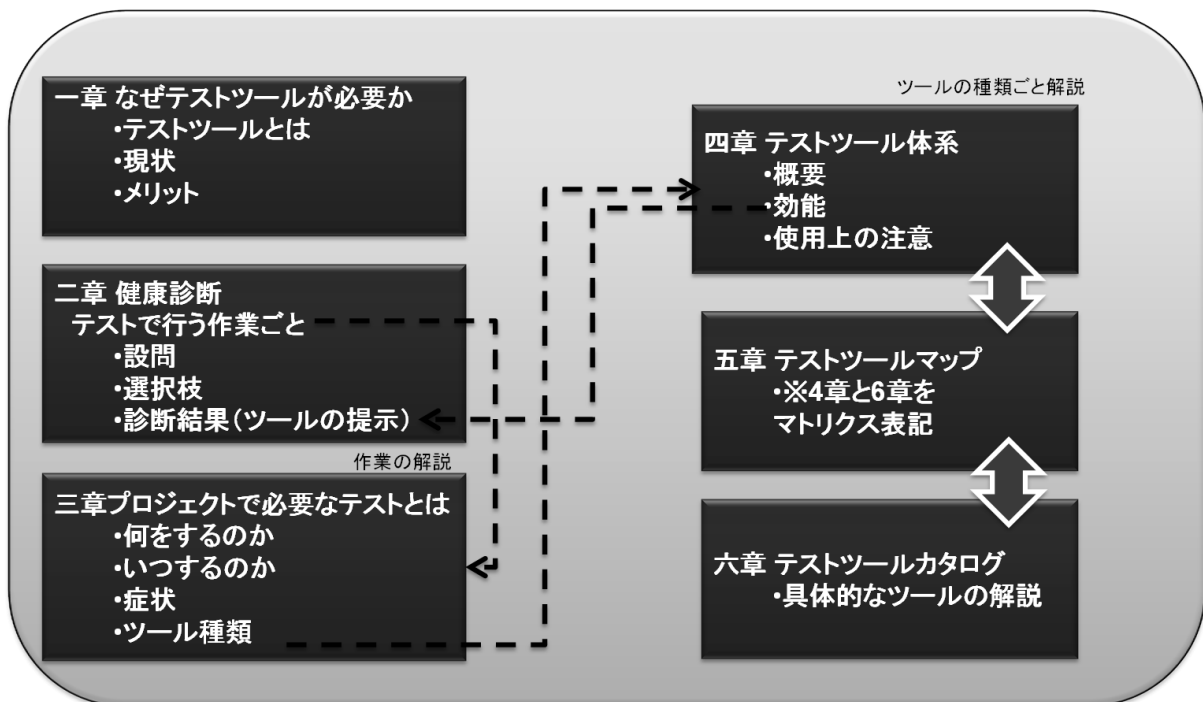 一章 なぜテストツールが必要か
・テストツールとは
・現状
・メリット
二章 健康診断
テストで行う作業ごと
・設問
・選択枝
・診断結果(ツールの提示)
作業の解説
三章プロジェクトで必要なテストとは
・何をするのか
・いつするのか
・症状
・ツール種類
ツールの種類ごと解説
四章 テストツール体系
・概要
・効能
・使用上の注意
五章 テストツールマップ
・※4章と6章を
マトリクス表記
六章 テストツールカタログ
・具体的なツールの解説